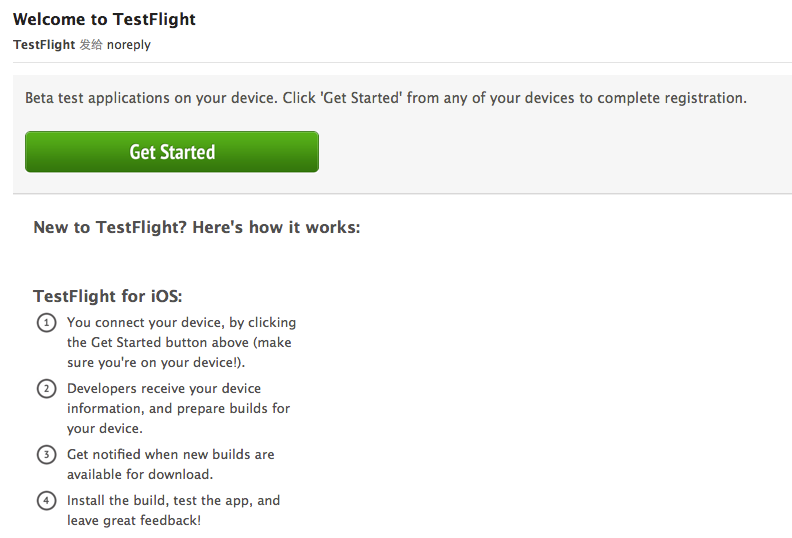 Welcome to TestFlight
TestFlight 发给 noreply
Beta test applications on your device. Click 'Get Started' from any of your devices to complete registration.
Get Started
New to TestFlight? Here's how it works:
TestFlight for iOS:
1 You connect your device, by clicking
the Get Started button above (make
sure you're on your device!).
2 Developers receive your device
information, and prepare builds for
your device.
3 Get notified when new builds are
available for download.
4 Install the build, test the app, and
leave great feedback!